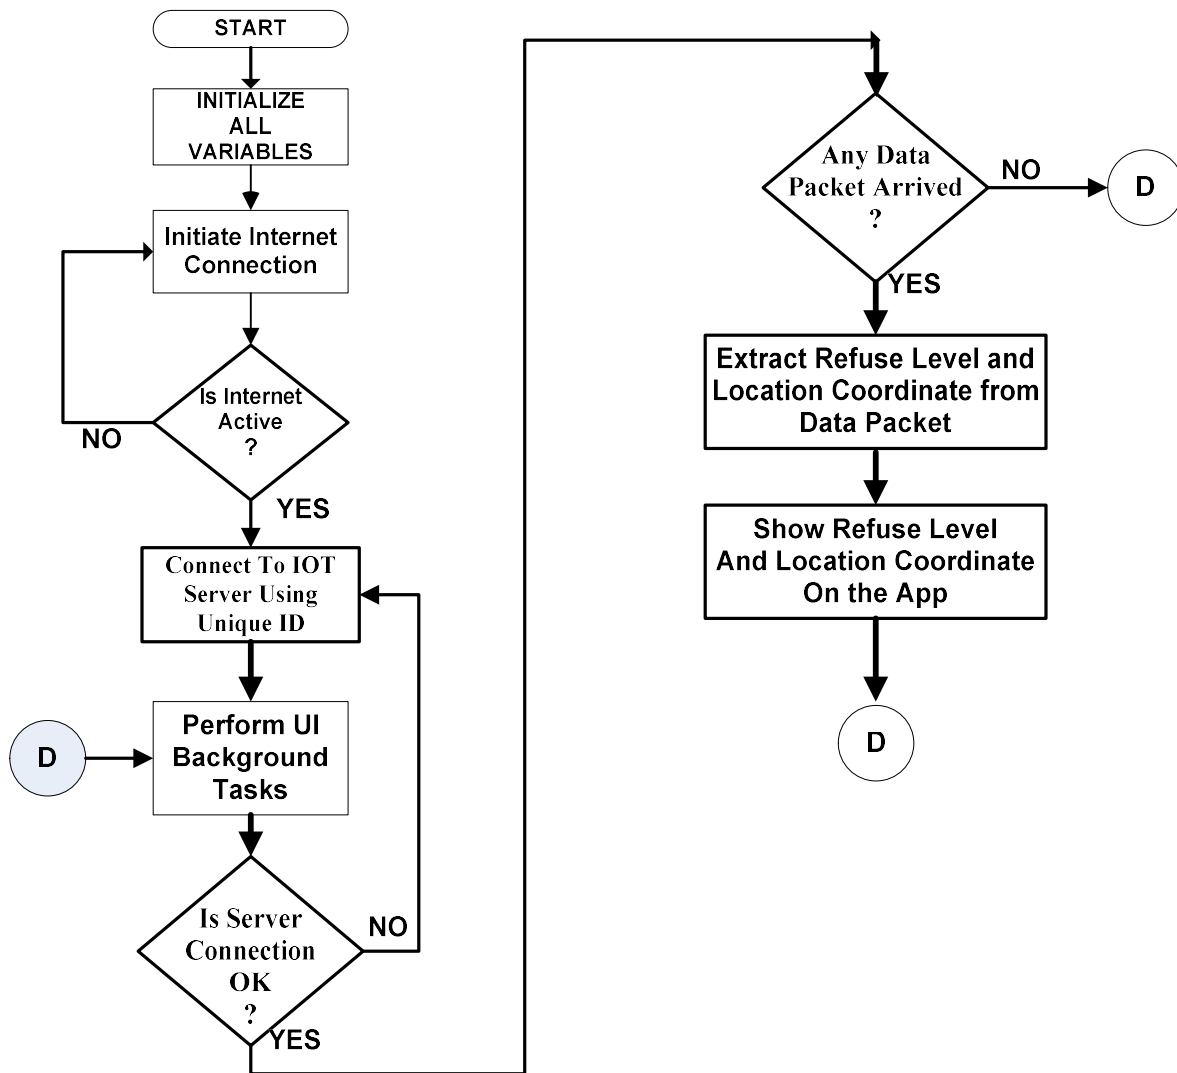 START
INITIALIZE
ALL
VARIABLES
Initiate Internet
Connection
Is Internet
Active
?
NO
YES
Connect To IOT
Server Using
Unique ID
D
Perform UI
Background
Tasks
Is Server
Connection
OK
?
NO
YES
Any Data
Packet Arrived
?
NO
D
YES
Extract Refuse Level and
Location Coordinate from
Data Packet
Show Refuse Level
And Location Coordinate
On the App
D